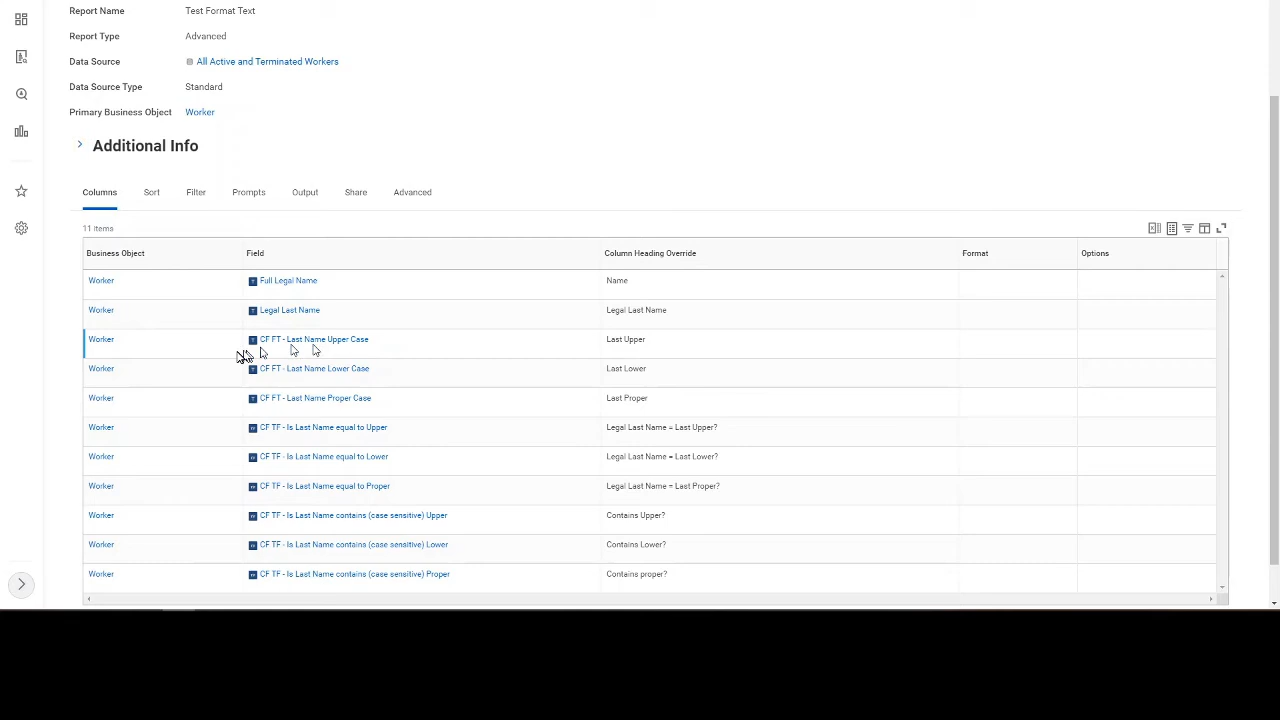 Report Name Test Format Text
Report Type Advanced
Data Source All Active and Terminated Workers
Data Source Type Standard
Primary Business Object Worker
Additional Info
Columns Sort Filter Prompts Output Share Advanced
11 items
Business Object Field Column Heading Override Format Options
Worker Full Legal Name Name
Worker Legal Last Name Legal Last Name
Worker CF FT - Last Name Upper Case Last Upper
Worker CF FT - Last Name Lower Case Last Lower
Worker CF FT - Last Name Proper Case Last Proper
Worker CF TF - Is Last Name equal to Upper Legal Last Name = Last Upper?
Worker CF TF - Is Last Name equal to Lower Legal Last Name = Last Lower?
Worker CF TF - Is Last Name equal to Proper Legal Last Name = Last Proper?
Worker CF TF - Is Last Name contains (case sensitive) Upper Contains Upper?
Worker CF TF - Is Last Name contains (case sensitive) Lower Contains Lower?
Worker CF TF - Is Last Name contains (case sensitive) Proper Contains proper?